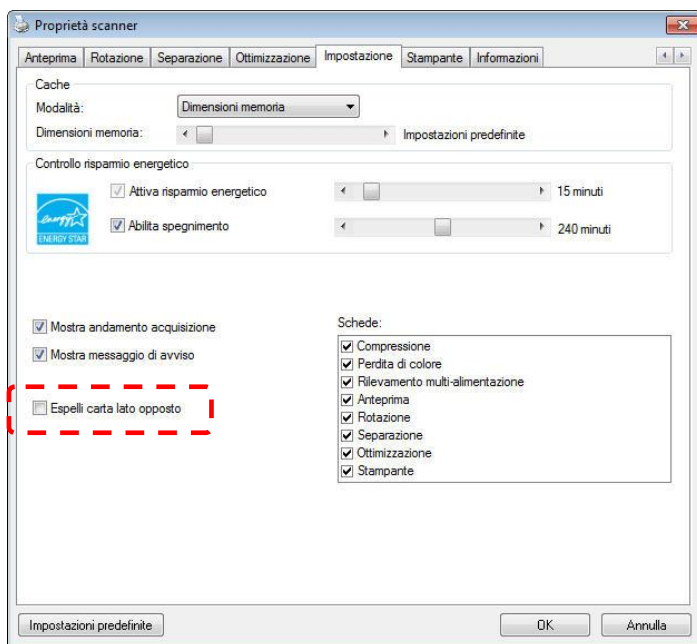 Proprietà scanner
Anteprima Rotazione Separazione Ottimizzazione Impostazione Stampante Informazioni
Cache
Modalità: Dimensioni memoria
Dimensioni memoria: Impostazioni predefinite
Controllo risparmio energetico
Attiva risparmio energetico 15 minuti
energy
ENERGY STAR
Abilita spegnimento 240 minuti
Mostra andamento acquisizione
Mostra messaggio di avviso
Espelli carta lato opposto
Schede:
Compressione
Perdita di colore
Rilevamento multi-alimentazione
Anteprima
Rotazione
Separazione
Ottimizzazione
Stampante
Impostazioni predefinite OK Annulla